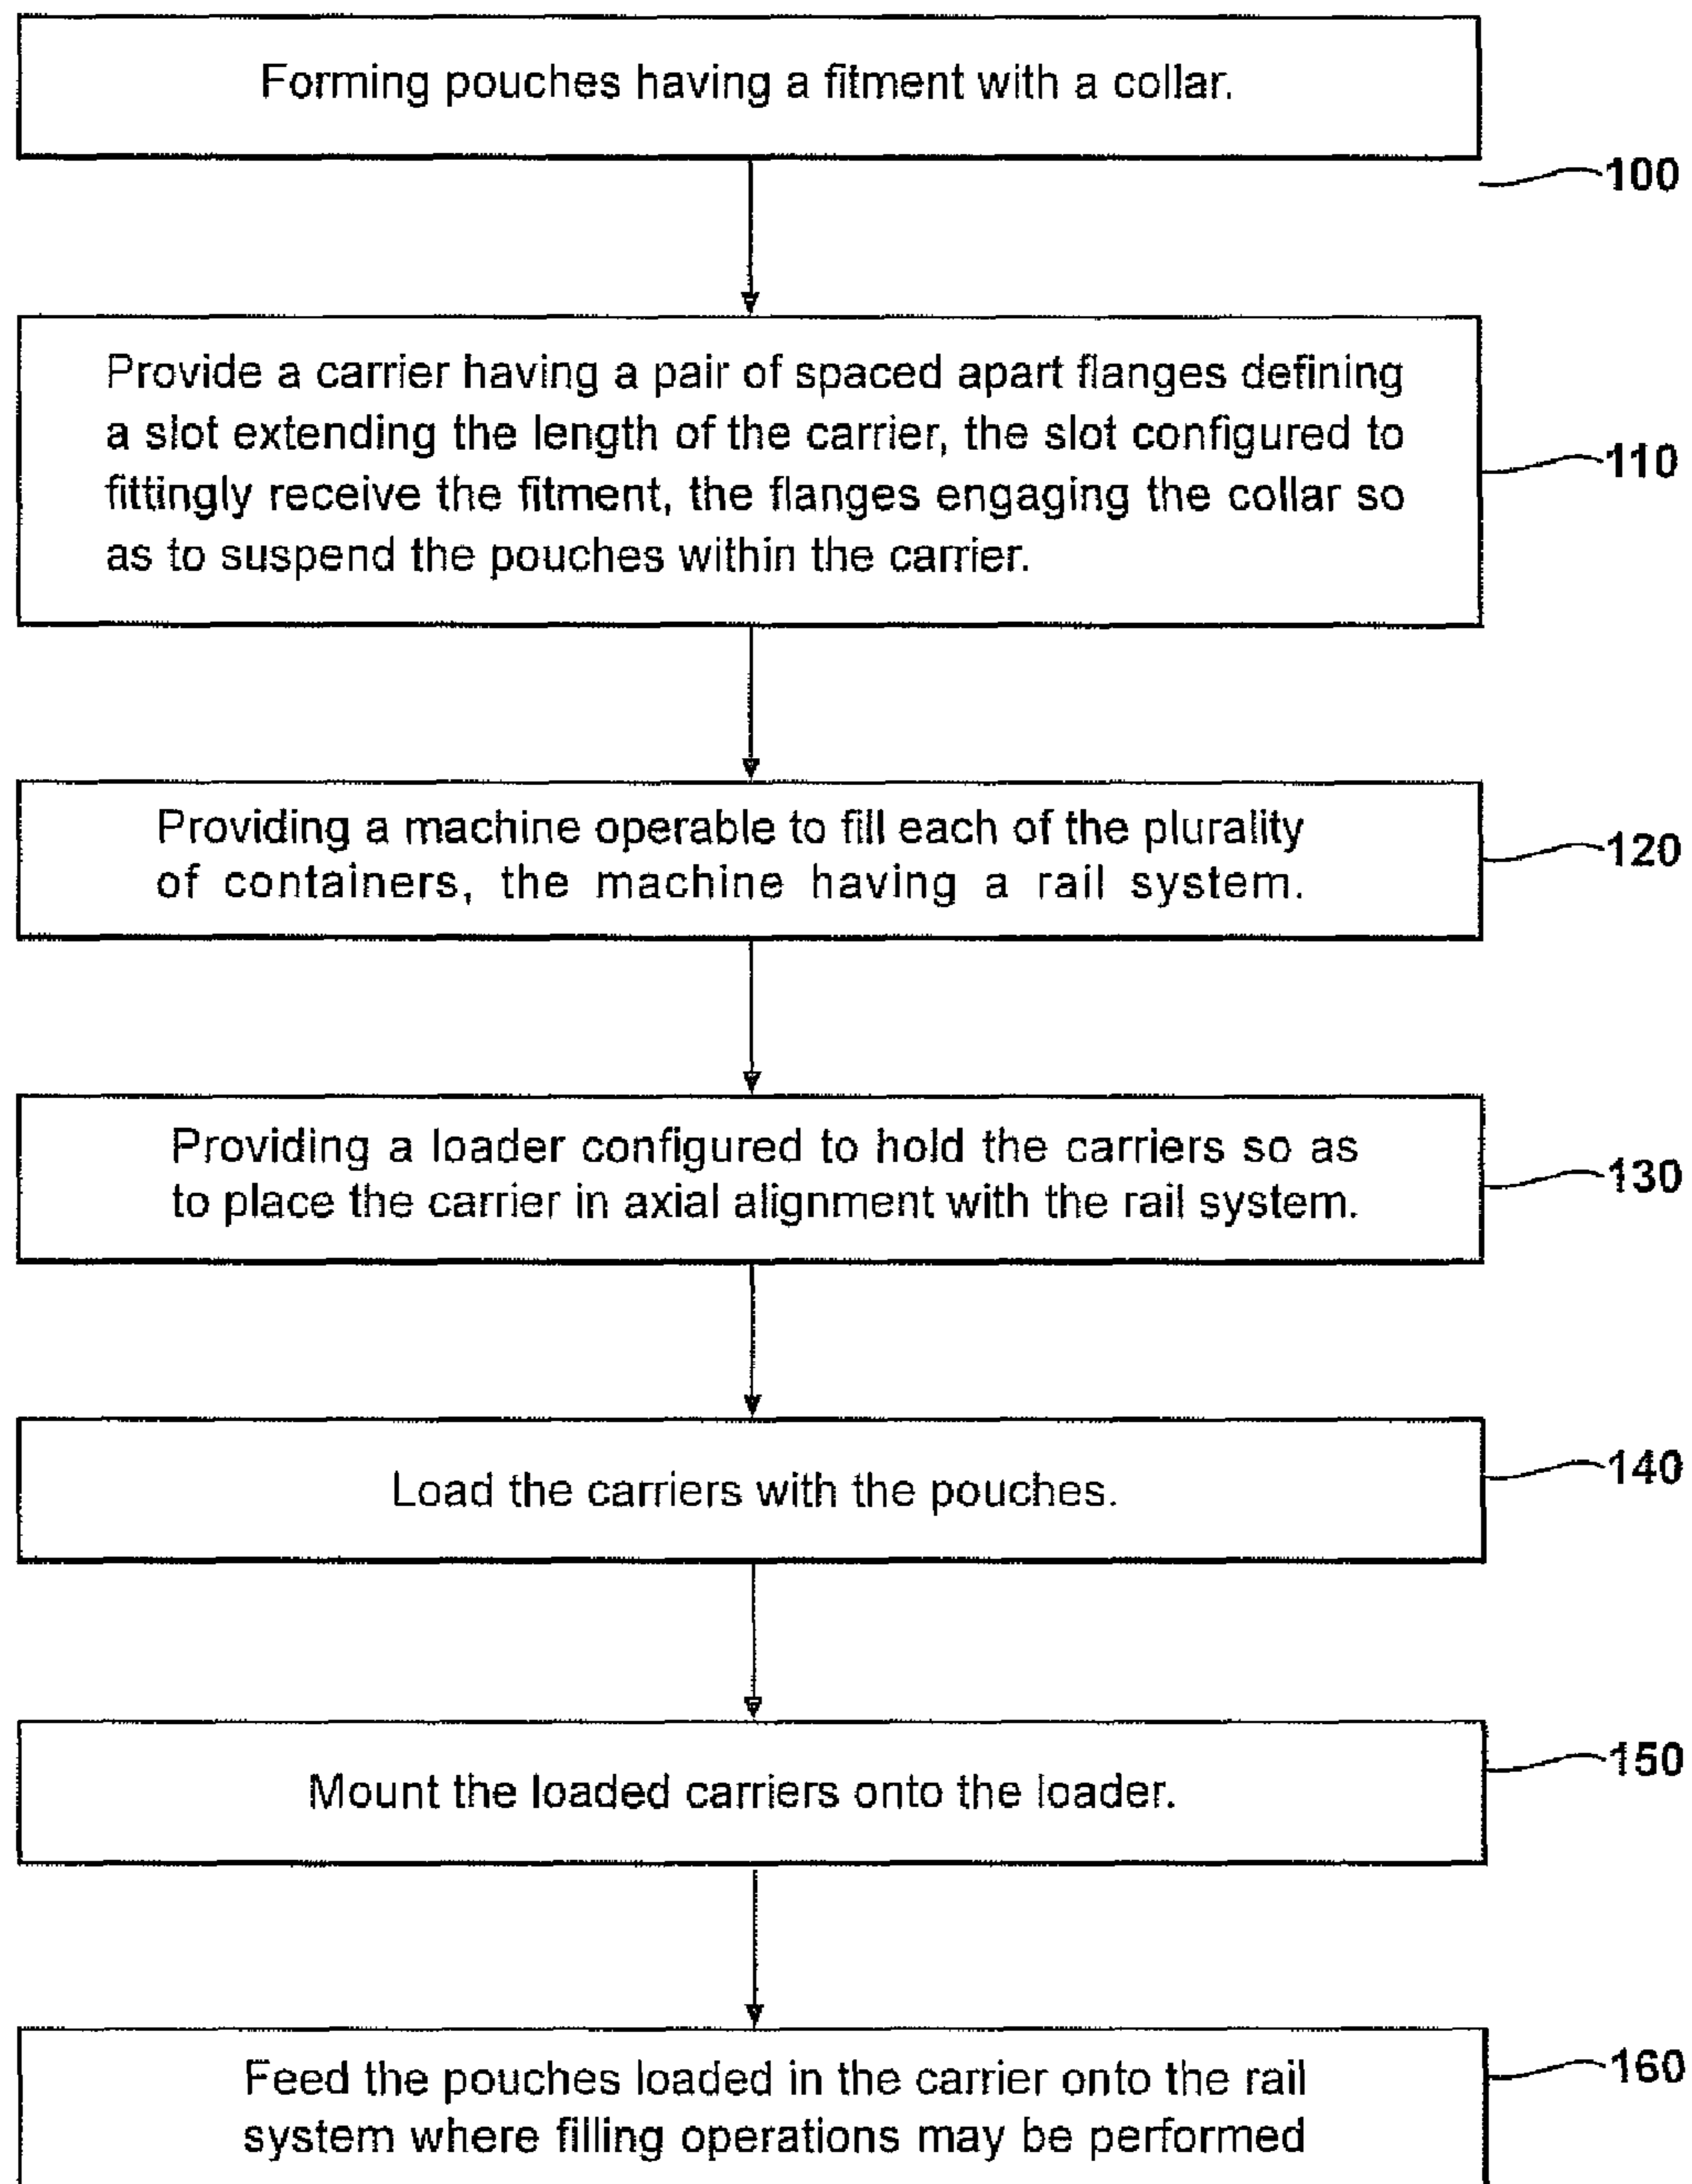 Forming pouches having a fitment with a collar.
100
Provide a carrier having a pair of spaced apart flanges defining
a slot extending the length of the carrier, the slot configured to
fittingly receive the fitment, the flanges engaging the collar so
as to suspend the pouches within the carrier.
110
Providing a machine operable to fill each of the plurality
of containers, the machine having a rail system.
120
Providing a loader configured to hold the carriers so as
to place the carrier in axial alignment with the rail system.
130
Load the carriers with the pouches.
140
Mount the loaded carriers onto the loader.
150
Feed the pouches loaded in the carrier onto the rail
system where filling operations may be performed
160